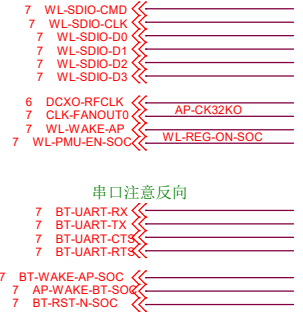 7 WL-SDIO-CMD
7 WL-SDIO-CLK
7 WL-SDIO-D0
7 WL-SDIO-D1
7 WL-SDIO-D2
7 WL-SDIO-D3
6 DCXO-RFCLK
7 CLK-FANOUT0 AP-CK32KO
7 WL-WAKE-AP
7 WL-PMU-EN-SOC WL-REG-ON-SOC
串口注意反向
7 BT-UART-RX
7 BT-UART-TX
7 BT-UART-CTS
7 BT-UART-RTS
7 BT-WAKE-AP-SOC
7 AP-WAKE-BT-SOC
7 BT-RST-N-SOC